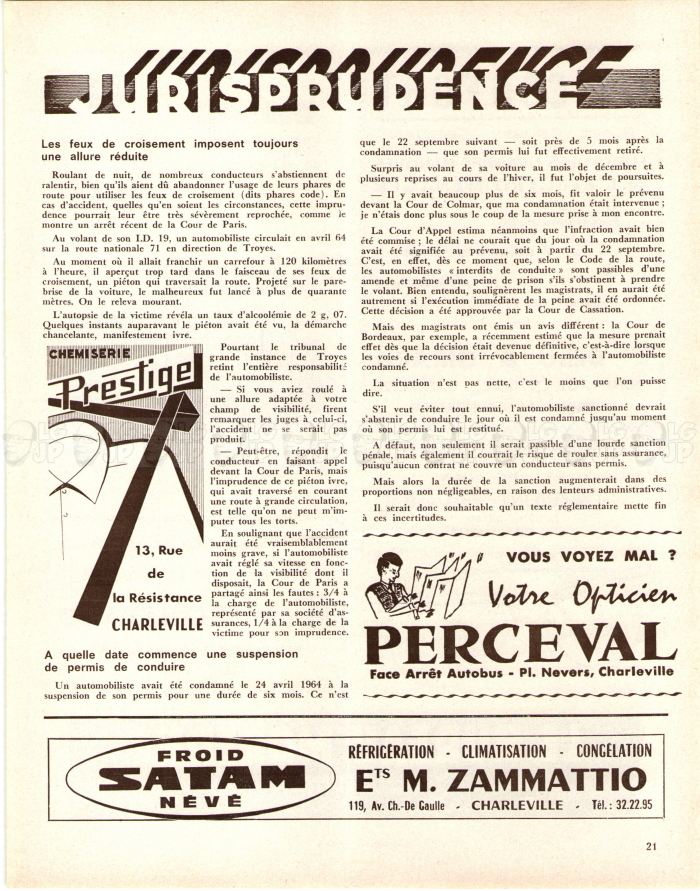 JURISPRUDENCE
Les feux de croisement imposent toujours
une allure réduite
Roulant de nuit, de nombreux conducteurs s'abstiennent de
ralentir, bien qu'ils aient dû abandonner l'usage de leurs phares de
route pour utiliser les feux de croisement (dits phares code). En
cas d'accident, quelles qu'en soient les circonstances, cette impru-
dence pourrait leur être très sévèrement reprochée, comme le
montre un arrêt récent de la Cour de Paris.
Au volant de son I.D. 19, un automobiliste circulait en avril 64
sur la route nationale 71 en direction de Troyes.
Au moment où il allait franchir un carrefour à 120 kilomètres
à l'heure, il aperçut trop tard dans le faisceau de ses feux de
croisement, un piéton qui traversait la route. Projeté sur le pare-
brise de la voiture, le malheureux fut lancé à plus de quarante
mètres. On le releva mourant.
L'autopsie de la victime révéla un taux d'alcoolémie de 2 g, 07.
Quelques instants auparavant le piéton avait été vu, la démarche
chancelante, manifestement ivre.
CHEMISERIE
Prestige
13, Rue
de
la Résistance
CHARLEVILLE
Pourtant le tribunal de
grande instance de Troyes
retint l'entière responsabilité
de l'automobiliste.
— Si vous aviez roulé à
une allure adaptée à votre
champ de visibilité, firent
remarquer les juges à celui-ci,
l'accident ne se serait pas
produit.
— Peut-être, répondit le
conducteur en faisant appel
devant la Cour de Paris, mais
l'imprudence de ce piéton ivre,
qui avait traversé en courant
une route à grande circulation,
est telle qu'on ne peut m'im-
puter tous les torts.
En soulignant que l'accident
aurait été vraisemblablement
moins grave, si l'automobiliste
avait réglé sa vitesse en fonc-
tion de la visibilité dont il
disposait, la Cour de Paris a
partagé ainsi les fautes : 3/4 à
la charge de l'automobiliste,
représenté par sa société d'as-
surances, 1/4 à la charge de la
victime pour son imprudence.
A quelle date commence une suspension
de permis de conduire
Un automobiliste avait été condamné le 24 avril 1964 à la
suspension de son permis pour une durée de six mois. Ce n'est
que le 22 septembre suivant — soit près de 5 mois après la
condamnation — que son permis lui fut effectivement retiré.
Surpris au volant de sa voiture au mois de décembre et à
plusieurs reprises au cours de l'hiver, il fut l'objet de poursuites.
— Il y avait beaucoup plus de six mois, fit valoir le prévenu
devant la Cour de Colmar, que ma condamnation était intervenue ;
je n'étais donc plus sous le coup de la mesure prise à mon encontre.
La Cour d'Appel estima néanmoins que l'infraction avait bien
été commise ; le délai ne courait que du jour où la condamnation
avait été signifiée au prévenu, soit à partir du 22 septembre.
C'est, en effet, dès ce moment que, selon le Code de la route,
les automobilistes « interdits de conduite » sont passibles d'une
amende et même d'une peine de prison s'ils s'obstinent à prendre
le volant. Bien entendu, soulignèrent les magistrats, il en aurait été
autrement si l'exécution immédiate de la peine avait été ordonnée.
Cette décision a été approuvée par la Cour de Cassation.
Mais des magistrats ont émis un avis différent : la Cour de
Bordeaux, par exemple, a récemment estimé que la mesure prenait
effet dès que la décision était devenue définitive, c'est-à-dire lorsque
les voies de recours sont irrévocablement fermées à l'automobiliste
condamné.
La situation n'est pas nette, c'est le moins que l'on puisse
dire.
S'il veut éviter tout ennui, l'automobiliste sanctionné devrait
s'abstenir de conduire le jour où il est condamné jusqu'au moment
où son permis lui est restitué.
A défaut, non seulement il serait passible d'une lourde sanction
pénale, mais également il courrait le risque de rouler sans assurance,
puisqu'aucun contrat ne couvre un conducteur sans permis.
Mais alors la durée de la sanction augmenterait dans des
proportions non négligeables, en raison des lenteurs administratives.
Il serait donc souhaitable qu'un texte réglementaire mette fin
à ces incertitudes.
VOUS VOYEZ MAL ?
Votre Opticien
PERCEVAL
Face Arrêt Autobus - Pl. Nevers, Charleville
FROID
SATAM
NÉVÉ
RÉFRIGÉRATION - CLIMATISATION - CONGÉLATION
ETS M. ZAMMATTIO
119, Av. Ch.-De Gaulle - CHARLEVILLE - Tél. : 32.22.95
21